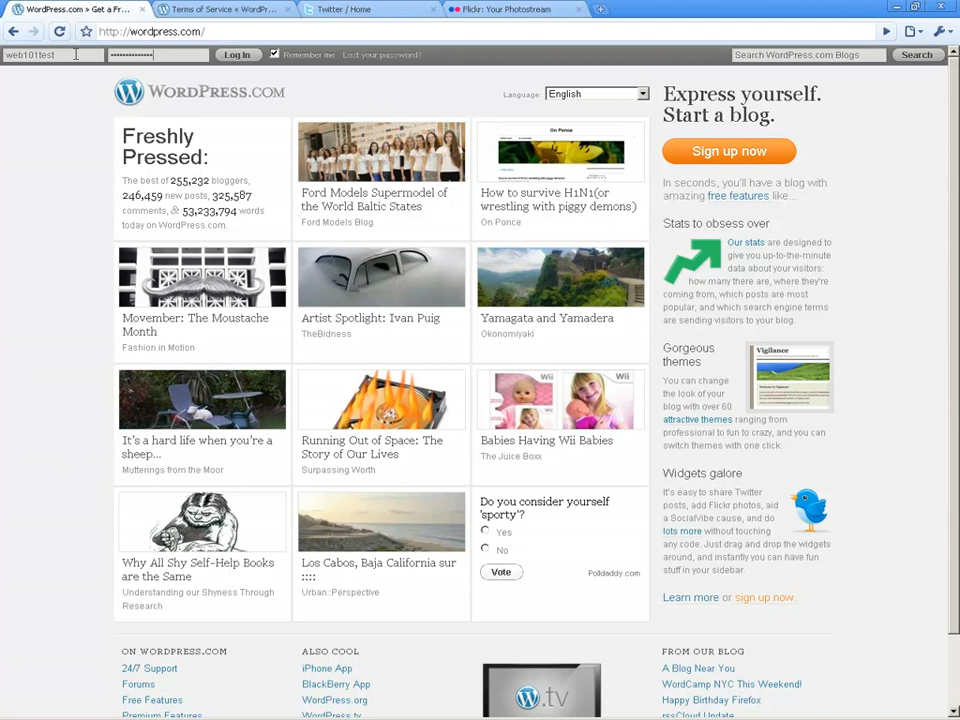 WordPress.com » Get a Fr...
Terms of Service « WordPr...
Twitter / Home
Flickr: Your Photostream
http://wordpress.com/
web101test
Log In
Remember me
Lost your password?
Search WordPress.com Blogs
Search
WORDPRESS.COM
Language:
English
Express yourself.
Start a blog.
Sign up now
In seconds, you'll have a blog with
amazing free features like...
Freshly
Pressed:
The best of 255,232 bloggers,
246,459 new posts, 325,587
comments, & 53,233,794 words
today on WordPress.com.
Ford Models Supermodel of
the World Baltic States
Ford Models Blog
On Ponce
How to survive H1N1(or
wrestling with piggy demons)
On Ponce
Movember: The Moustache
Month
Fashion in Motion
Artist Spotlight: Ivan Puig
TheBidness
Yamagata and Yamadera
Okonomiyaki
It's a hard life when you're a
sheep...
Mutterings from the Moor
Running Out of Space: The
Story of Our Lives
Surpassing Worth
Wii
Wii
Babies Having Wii Babies
The Juice Boxx
Why All Shy Self-Help Books
are the Same
Understanding our Shyness Through
Research
Los Cabos, Baja California sur
::::
Urban::Perspective
Do you consider yourself
'sporty'?
Yes
No
Vote
Polldaddy.com
Stats to obsess over
Our stats are designed to
give you up-to-the-minute
data about your visitors:
how many there are, where they're
coming from, which posts are most
popular, and which search engine terms
are sending visitors to your blog.
Gorgeous
themes
Vigilance
You can change
the look of your
blog with over 60
attractive themes ranging from
professional to fun to crazy, and you can
switch themes with one click.
Widgets galore
It's easy to share Twitter
posts, add Flickr photos, aid
a SocialVibe cause, and do
lots more without touching
any code. Just drag and drop the widgets
around, and instantly you can have fun
stuff in your sidebar.
Learn more or sign up now.
ON WORDPRESS.COM
24/7 Support
Forums
Free Features
Premium Features
ALSO COOL
iPhone App
BlackBerry App
WordPress.org
WordPress.tv
.tv
FROM OUR BLOG
A Blog Near You
WordCamp NYC This Weekend!
Happy Birthday Firefox
rssCloud Update